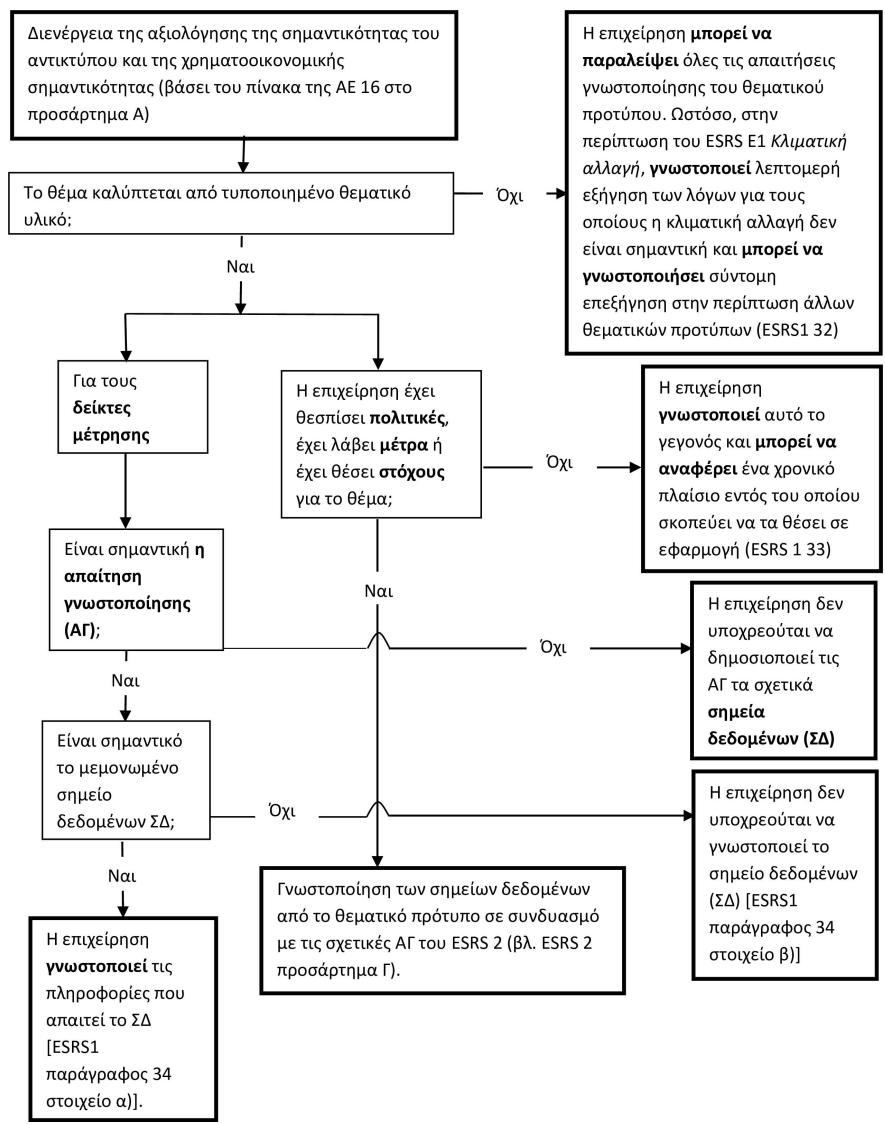 Διενέργεια της αξιολόγησης της σημαντικότητας του
αντικτύπου και της χρηματοοικονομικής
σημαντικότητας (βάσει του πίνακα της ΑΕ 16 στο
προσάρτημα Α)
Η επιχείρηση μπορεί να
παραλείψει όλες τις απαιτήσεις
γνωστοποίησης του θεματικού
προτύπου. Ωστόσο, στην
περίπτωση του ESRS E1 Κλιματική
αλλαγή, γνωστοποιεί λεπτομερή
εξήγηση των λόγων για τους
οποίους η κλιματική αλλαγή δεν
είναι σημαντική και μπορεί να
γνωστοποιήσει σύντομη
επεξήγηση στην περίπτωση άλλων
θεματικών προτύπων (ESRS1 32)
Το θέμα καλύπτεται από τυποποιημένο θεματικό
υλικό;
Όχι
Ναι
Για τους
δείκτες
μέτρησης
Η επιχείρηση έχει
θεσπίσει πολιτικές,
έχει λάβει μέτρα ή
έχει θέσει στόχους
για το θέμα;
Όχι
Η επιχείρηση
γνωστοποιεί αυτό το
γεγονός και μπορεί να
αναφέρει ένα χρονικό
πλαίσιο εντός του οποίου
σκοπεύει να τα θέσει σε
εφαρμογή (ESRS 1 33)
Είναι σημαντική η
απαίτηση
γνωστοποίησης
(ΑΓ);
Ναι
Όχι
Η επιχείρηση δεν
υποχρεούται να
δημοσιοποιεί τις
ΑΓ τα σχετικά
σημεία
δεδομένων (ΣΔ)
Ναι
Είναι σημαντικό
το μεμονωμένο
σημείο
δεδομένων ΣΔ;
Όχι
Η επιχείρηση δεν
υποχρεούται να
γνωστοποιεί το
σημείο δεδομένων
(ΣΔ) [ESRS1
παράγραφος 34
στοιχείο β)]
Ναι
Γνωστοποίηση των σημείων δεδομένων
από το θεματικό πρότυπο σε συνδυασμό
με τις σχετικές ΑΓ του ESRS 2 (βλ. ESRS 2
προσάρτημα Γ).
Η επιχείρηση
γνωστοποιεί τις
πληροφορίες που
απαιτεί το ΣΔ
[ESRS1
παράγραφος 34
στοιχείο α)].